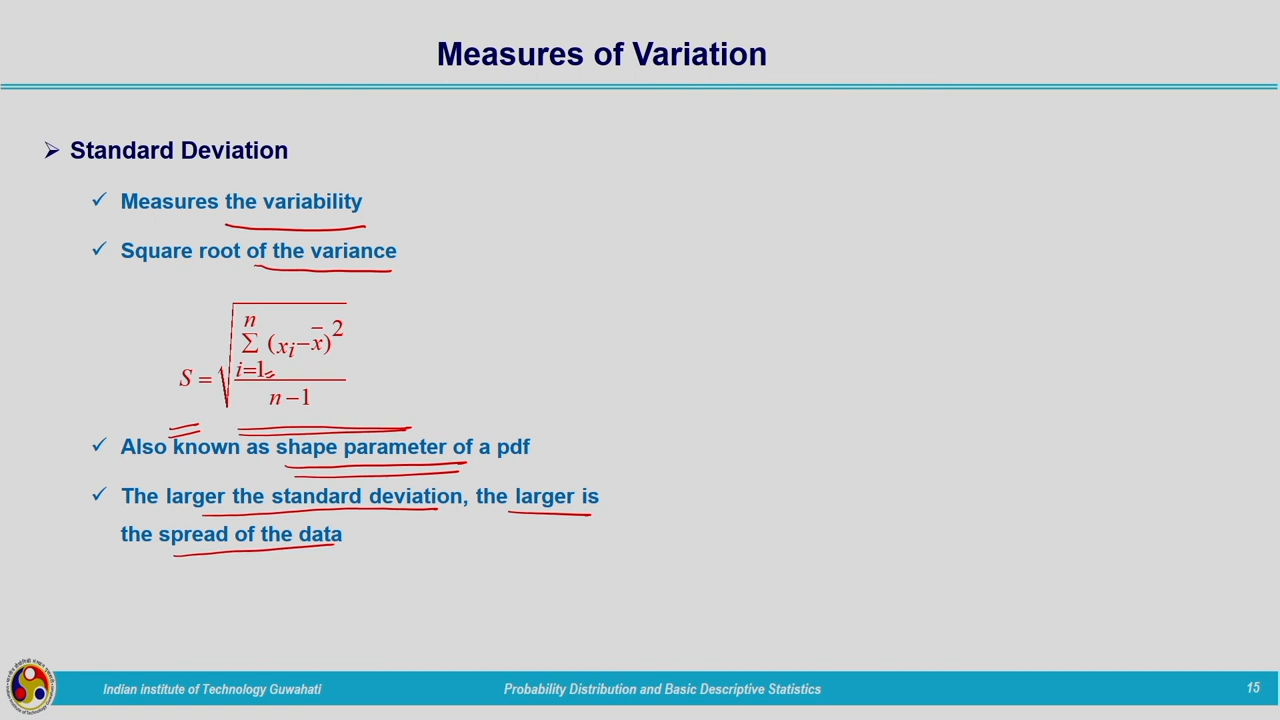 Measures of Variation
➢ Standard Deviation
✓ Measures the variability
✓ Square root of the variance
S = √( n Σ i=1 (xᵢ − x̄)² / n − 1 )
✓ Also known as shape parameter of a pdf
✓ The larger the standard deviation, the larger is
the spread of the data
Indian institute of Technology Guwahati
Probability Distribution and Basic Descriptive Statistics
15